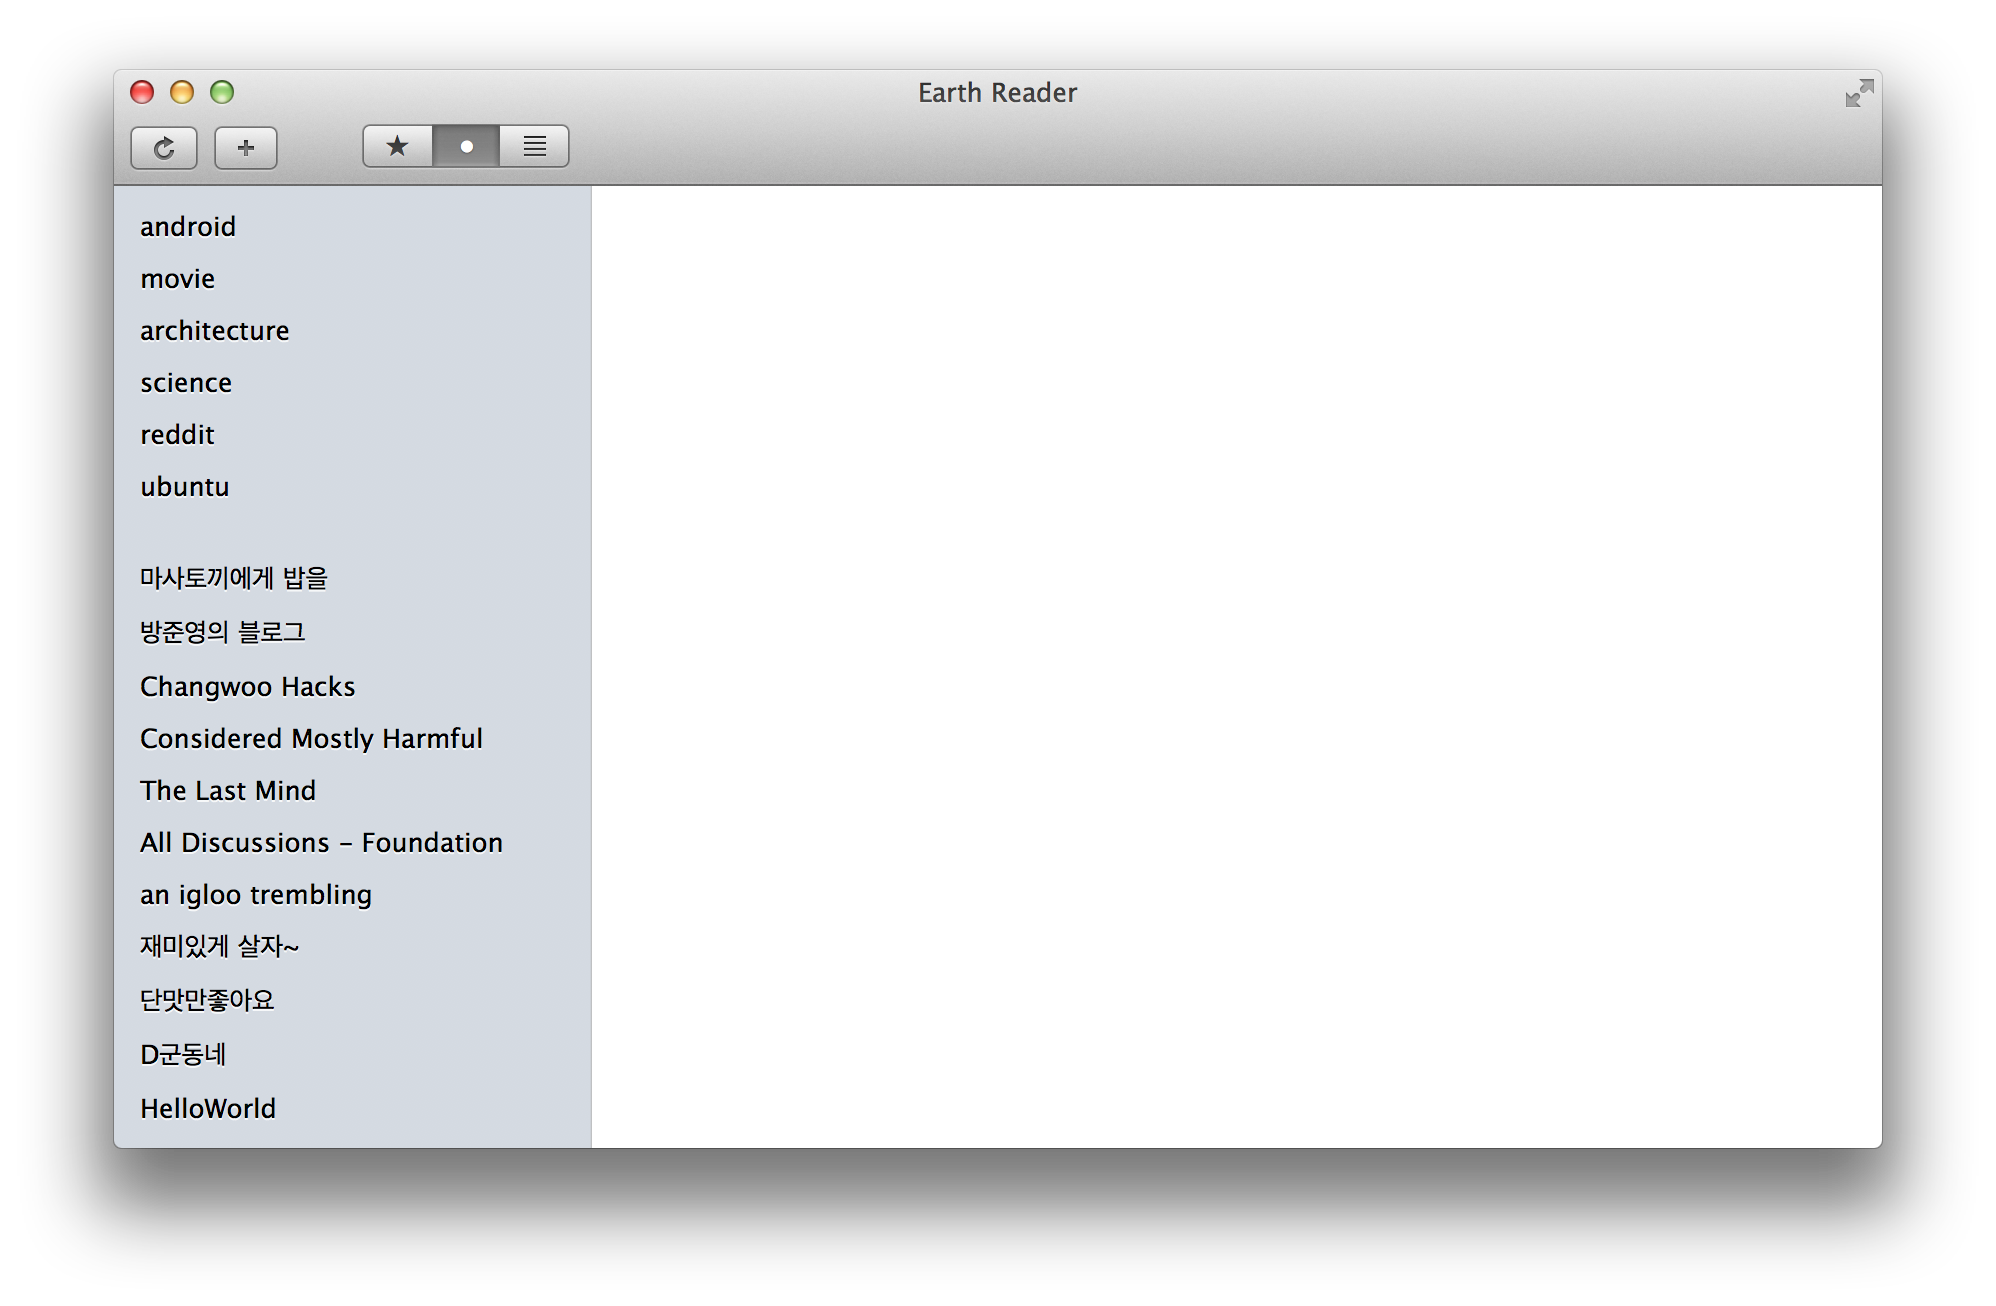 Earth Reader
android
movie
architecture
science
reddit
ubuntu
마사토끼에게 밥을
방준영의 블로그
Changwoo Hacks
Considered Mostly Harmful
The Last Mind
All Discussions – Foundation
an igloo trembling
재미있게 살자~
단맛만좋아요
D군동네
HelloWorld